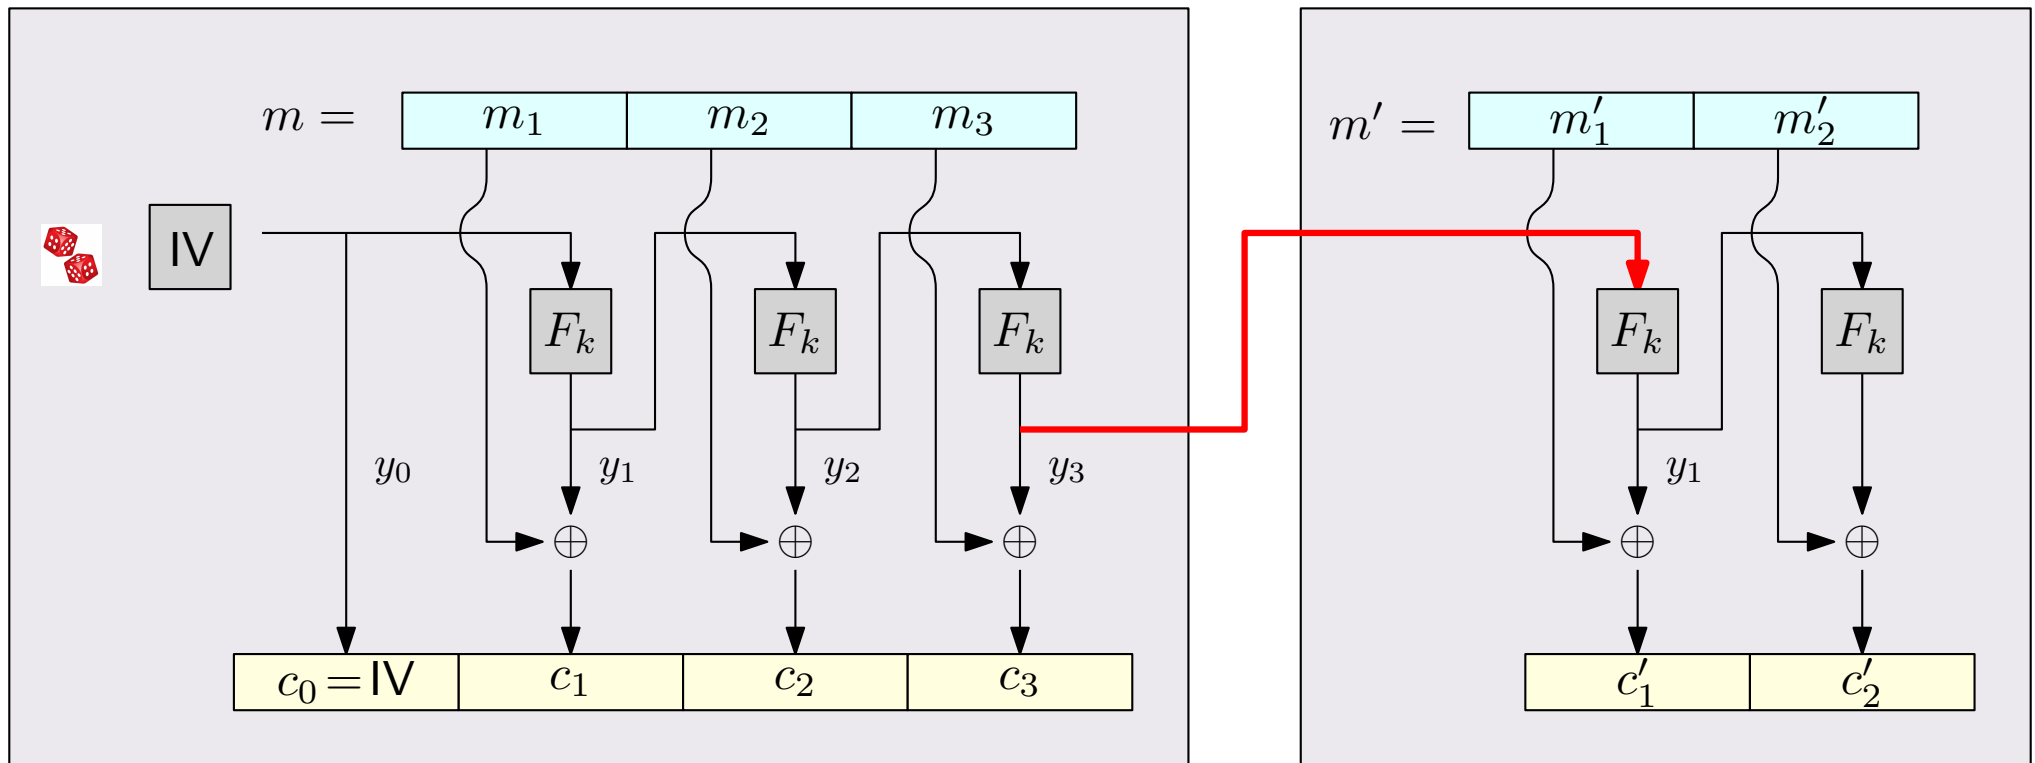 m = m₁ m₂ m₃
m′ = m′₁ m′₂
IV
Fₖ Fₖ Fₖ Fₖ Fₖ
y₀ y₁ y₂ y₃ y₁
c₀ = IV c₁ c₂ c₃ c′₁ c′₂